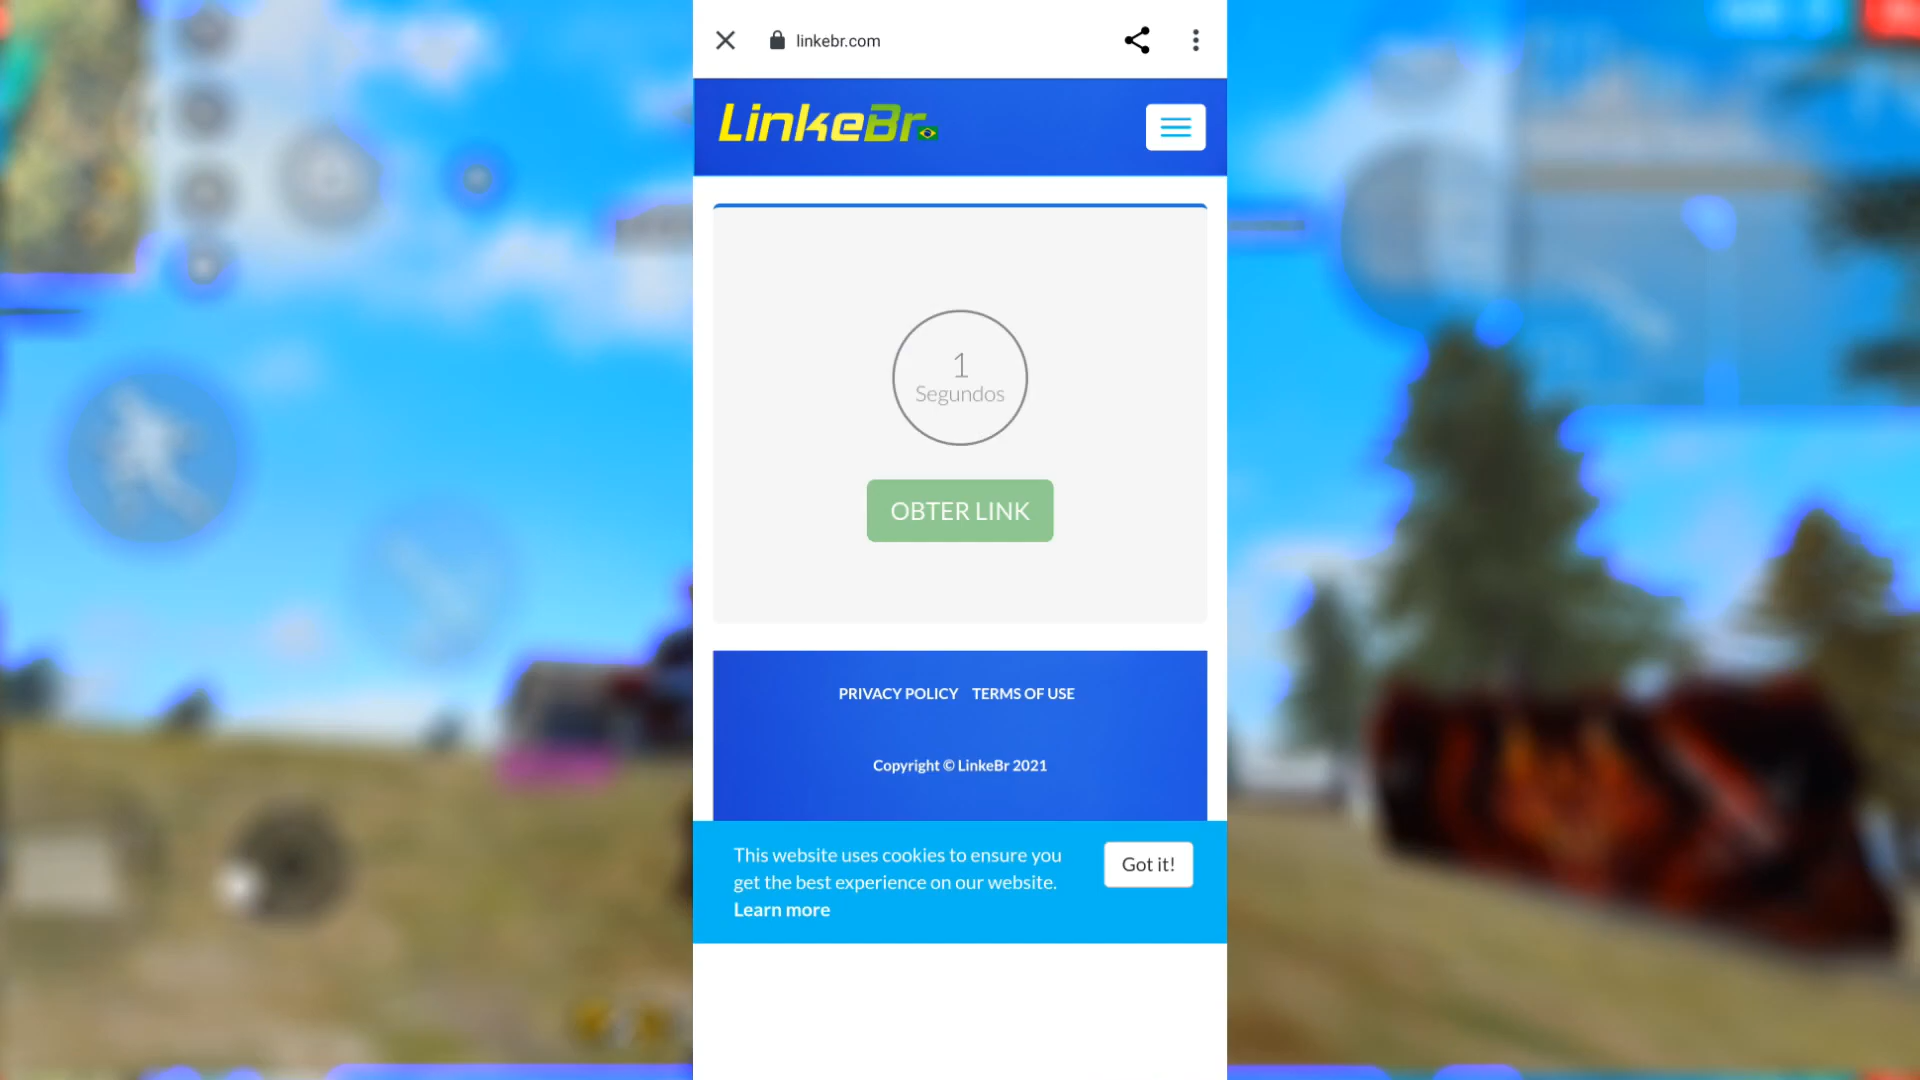 linkebr.com
LinkeBr
1
Segundos
OBTER LINK
PRIVACY POLICY TERMS OF USE
Copyright © LinkeBr 2021
This website uses cookies to ensure you
get the best experience on our website.
Learn more
Got it!